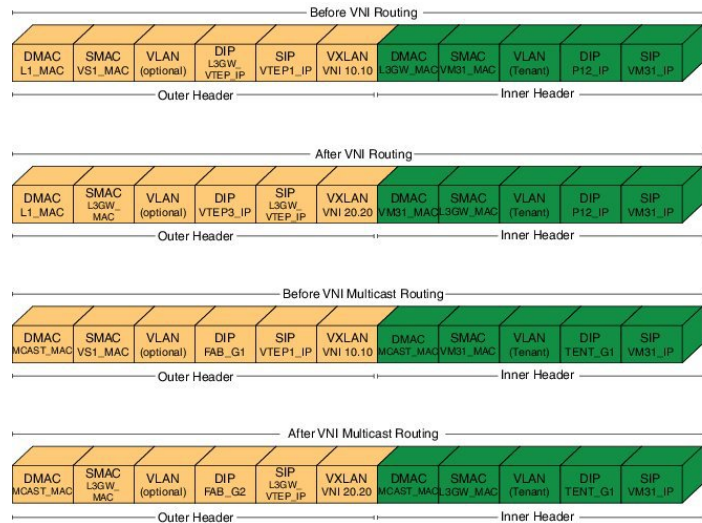 Before VNI Routing
DMAC SMAC VLAN DIP SIP VXLAN DMAC SMAC VLAN DIP SIP
L1_MAC VS1_MAC (optional) L3GW_ VTEP_IP VTEP1_IP VNI 10.10 L3GW_MAC VM31_MAC (Tenant) P12_IP VM31_IP
Outer Header Inner Header
After VNI Routing
DMAC SMAC VLAN DIP SIP VXLAN DMAC SMAC VLAN DIP SIP
L1_MAC L3GW_ MAC (optional) VTEP3_IP L3GW_ VTEP_IP VNI 20.20 VM31_MAC L3GW_MAC (Tenant) P12_IP VM31_IP
Outer Header Inner Header
Before VNI Multicast Routing
DMAC SMAC VLAN DIP SIP VXLAN DMAC SMAC VLAN DIP SIP
MCAST_MAC VS1_MAC (optional) FAB_G1 VTEP1_IP VNI 10.10 MCAST_MAC VM31_MAC (Tenant) TENT_G1 VM31_IP
Outer Header Inner Header
After VNI Multicast Routing
DMAC SMAC VLAN DIP SIP VXLAN DMAC SMAC VLAN DIP SIP
MCAST_MAC L3GW_ MAC (optional) FAB_G2 L3GW_ VTEP_IP VNI 20.20 MCAST_MAC L3GW_MAC (Tenant) TENT_G1 VM31_IP
Outer Header Inner Header